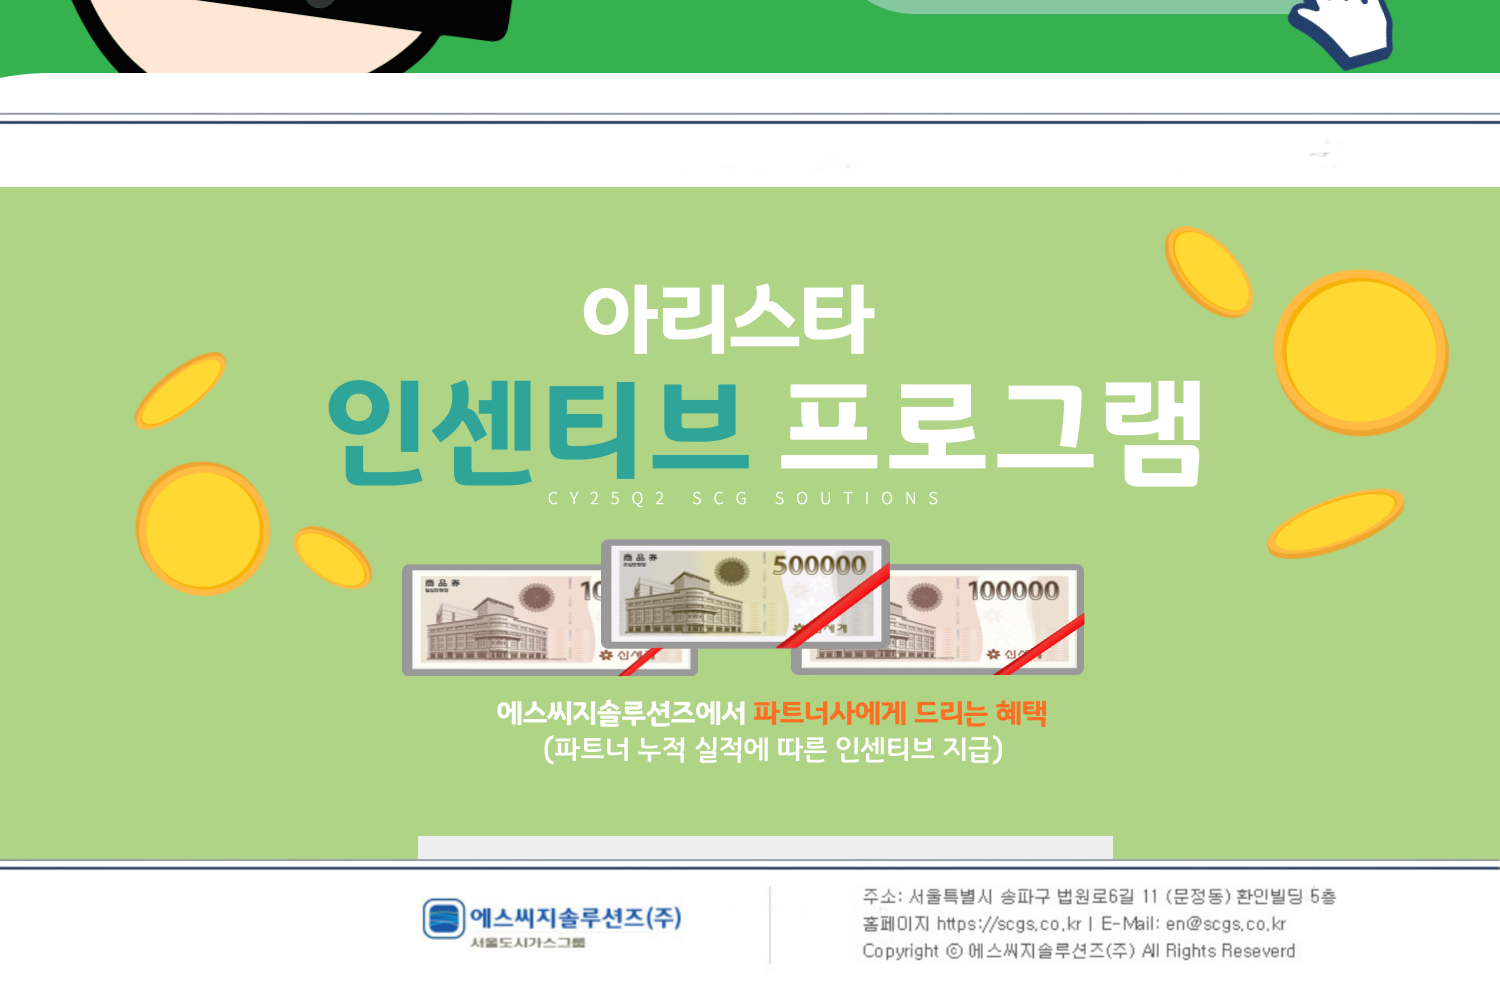 아리스타
인센티브 프로그램
CY25Q2 SCG SOUTIONS
商品券
商品券
500000
10
100000
신세계
에스씨지솔루션즈에서 파트너사에게 드리는 혜택
(파트너 누적 실적에 따른 인센티브 지급)
에스씨지솔루션즈(주)
서울도시가스그룹
주소: 서울특별시 송파구 법원로6길 11 (문정동) 환인빌딩 5층
홈페이지 https://scgs.co.kr | E-Mail: en@scgs.co.kr
Copyright ⓒ 에스씨지솔루션즈(주) All Rights Reseverd